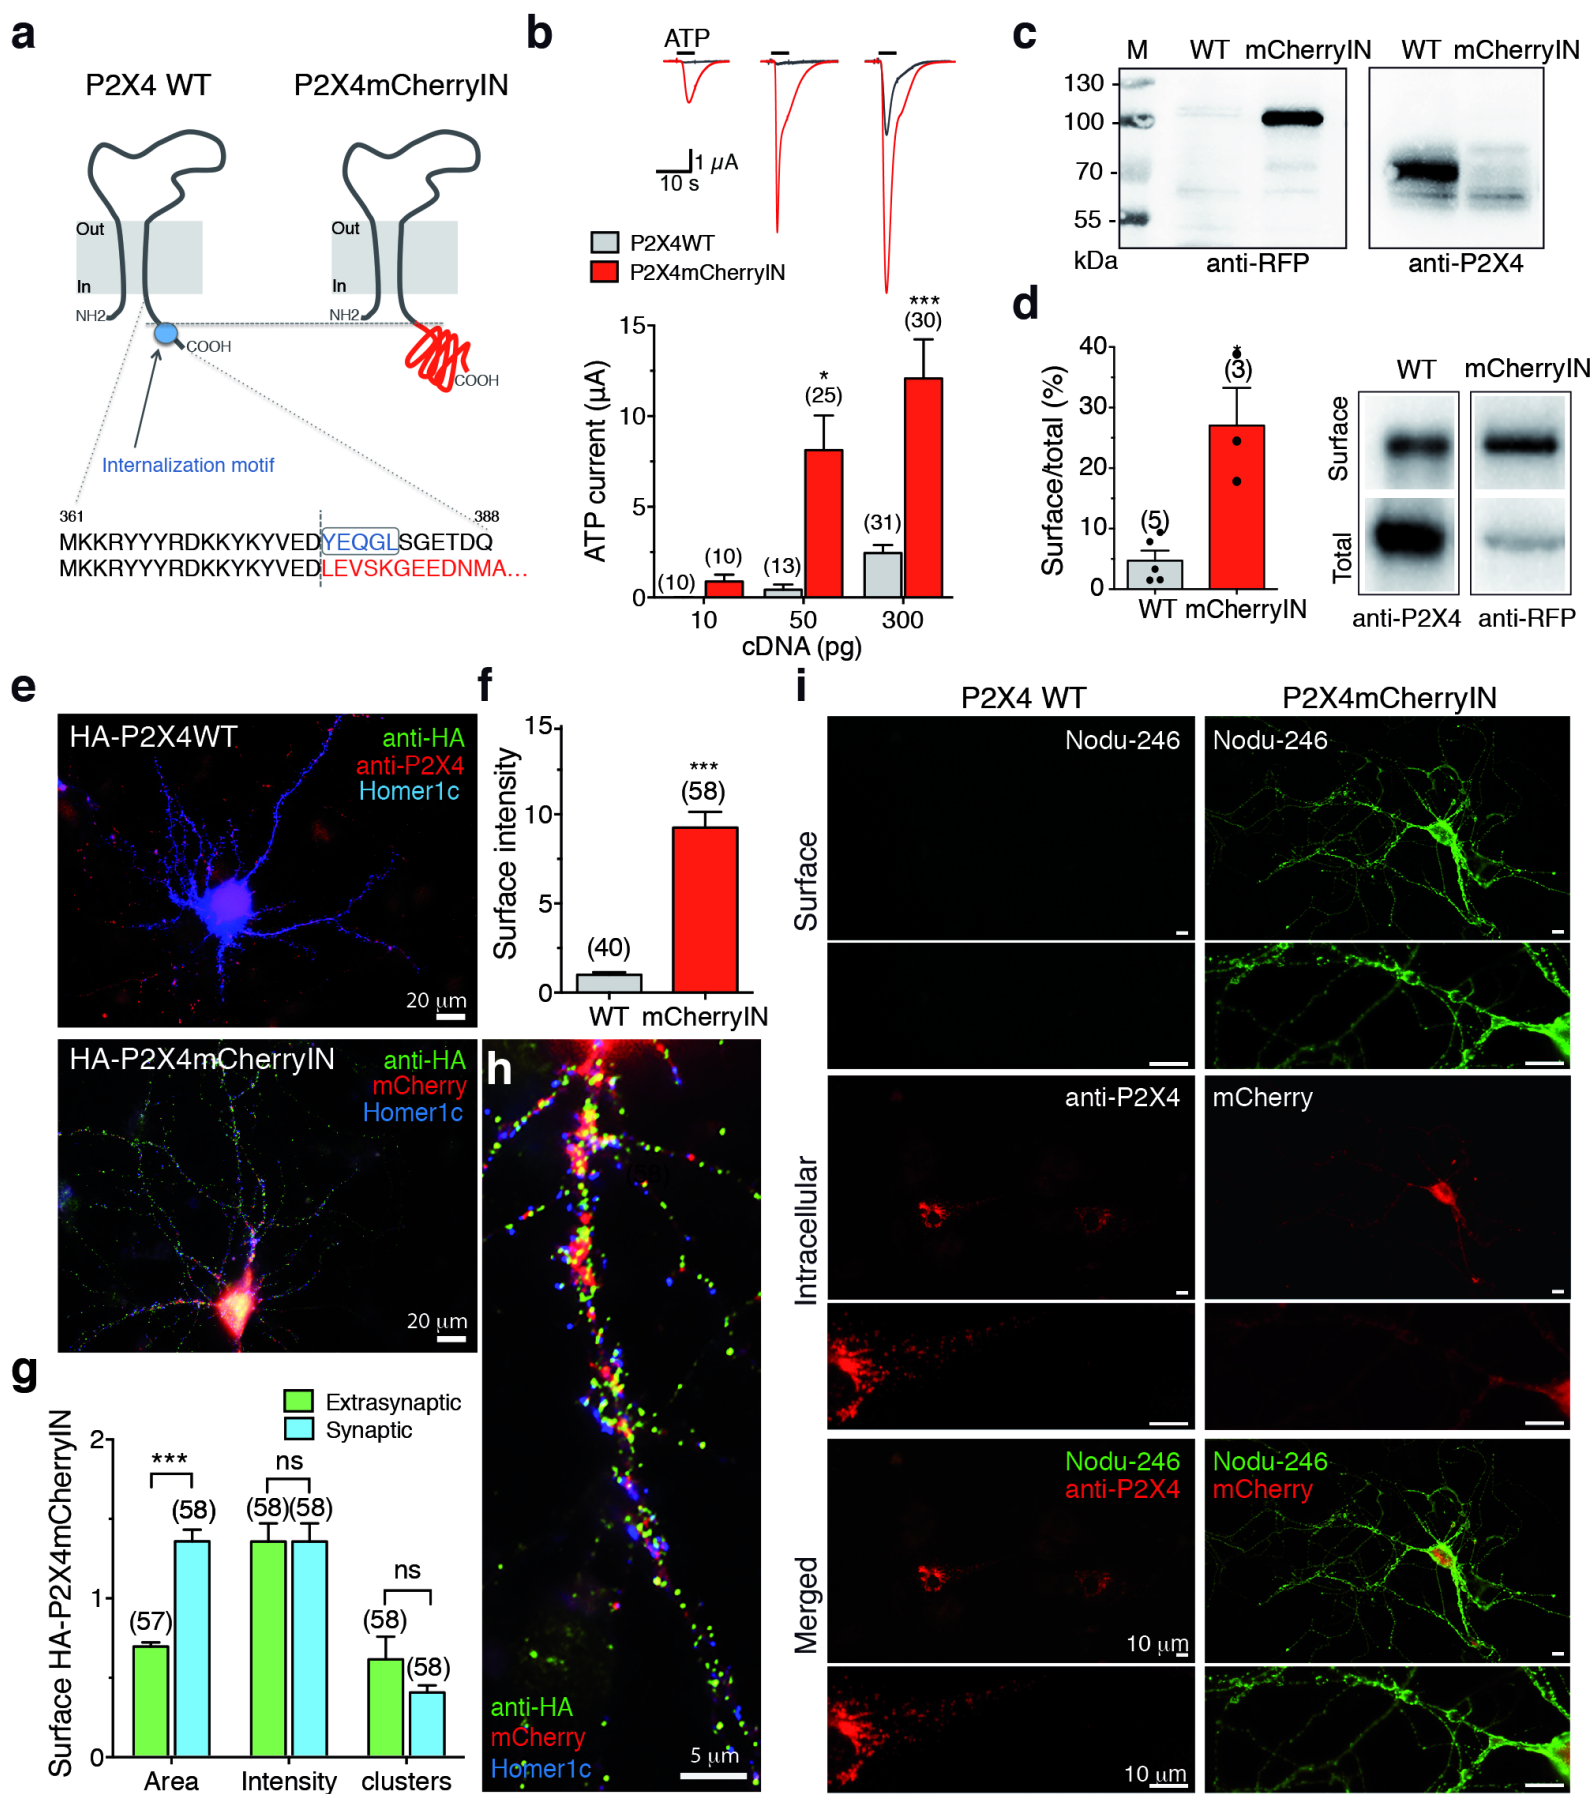 a
P2X4 WT
P2X4mCherryIN
Out
In
NH2
COOH
Out
In
NH2
COOH
Internalization motif
361
388
MKKRYYYRDKKYKYVEDYEQGLSGETDQ
MKKRYYYRDKKYKYVEDLEVSKGEEDNMA...
b
ATP
1 µA
10 s
P2X4WT
P2X4mCherryIN
ATP current (µA)
15
10
5
0
(10)
(10)
(13)
*
(25)
(31)
***
(30)
10
50
300
cDNA (pg)
c
M
WT
mCherryIN
WT
mCherryIN
130
100
70
55
kDa
anti-RFP
anti-P2X4
d
Surface/total (%)
40
30
20
10
0
(5)
*
(3)
WT
mCherryIN
WT
mCherryIN
Surface
Total
anti-P2X4
anti-RFP
e
HA-P2X4WT
anti-HA
anti-P2X4
Homer1c
20 µm
HA-P2X4mCherryIN
anti-HA
mCherry
Homer1c
20 µm
f
Surface intensity
15
10
5
0
(40)
***
(58)
WT
mCherryIN
g
Surface HA-P2X4mCherryIN
Extrasynaptic
Synaptic
2
1
0
***
(57)
(58)
ns
(58)
(58)
ns
(58)
(58)
Area
Intensity
clusters
h
(58)
anti-HA
mCherry
Homer1c
5 µm
i
P2X4 WT
P2X4mCherryIN
Surface
Nodu-246
Nodu-246
Intracellular
anti-P2X4
mCherry
Merged
Nodu-246
anti-P2X4
10 µm
Nodu-246
mCherry
10 µm